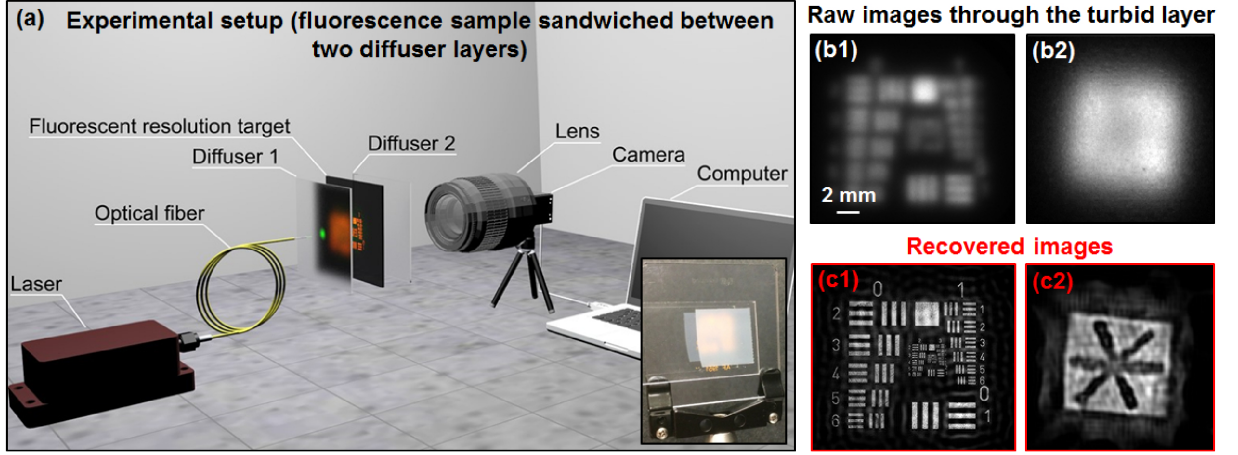 (a) Experimental setup (fluorescence sample sandwiched between
two diffuser layers)
Fluorescent resolution target
Diffuser 1
Diffuser 2
Lens
Camera
Computer
Optical fiber
Laser
Raw images through the turbid layer
(b1)
(b2)
2 mm
Recovered images
(c1)
(c2)
0 1
2
3
4
5
6
1
2
3
4
5
6
0
1